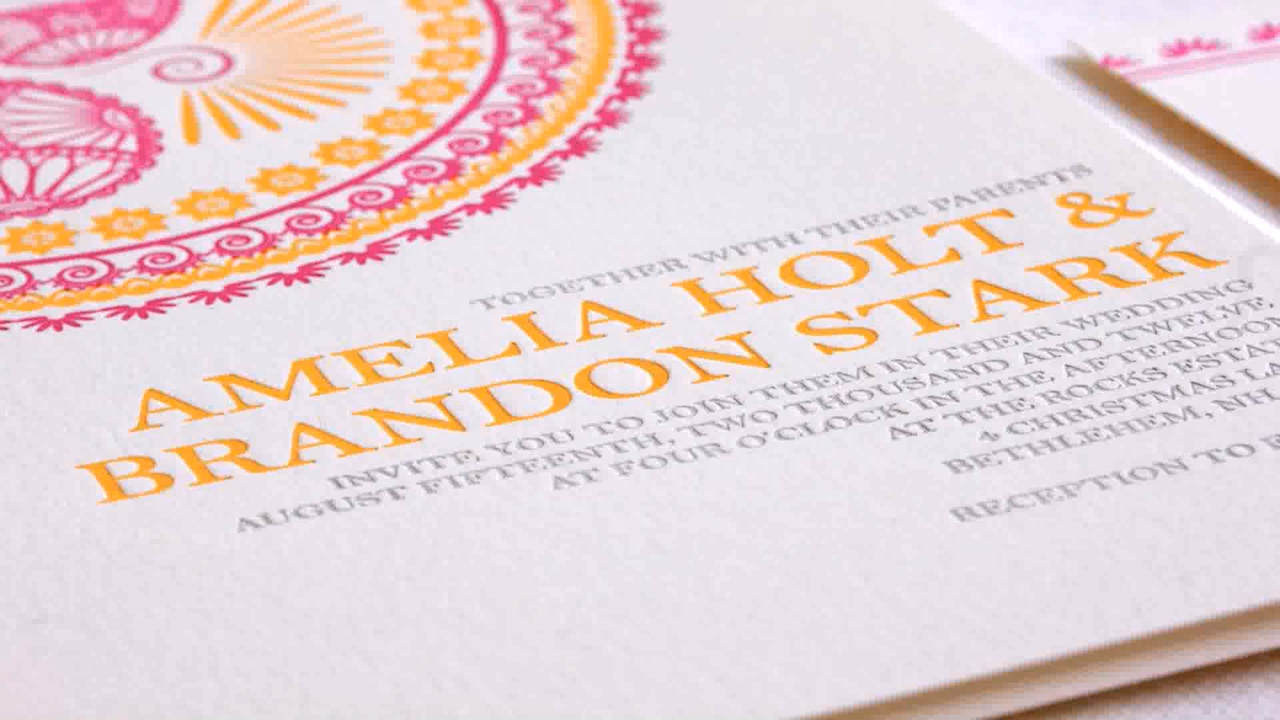 TOGETHER WITH THEIR PARENTS
AMELIA HOLT &
BRANDON STARK
INVITE YOU TO JOIN THEM IN THEIR WEDDING
AUGUST FIFTEENTH, TWO THOUSAND AND TWELVE,
AT FOUR O'CLOCK IN THE AFTERNOON
AT THE ROCKS
4 CHRISTMAS
BETHLEHEM, NH
RECEPTION TO